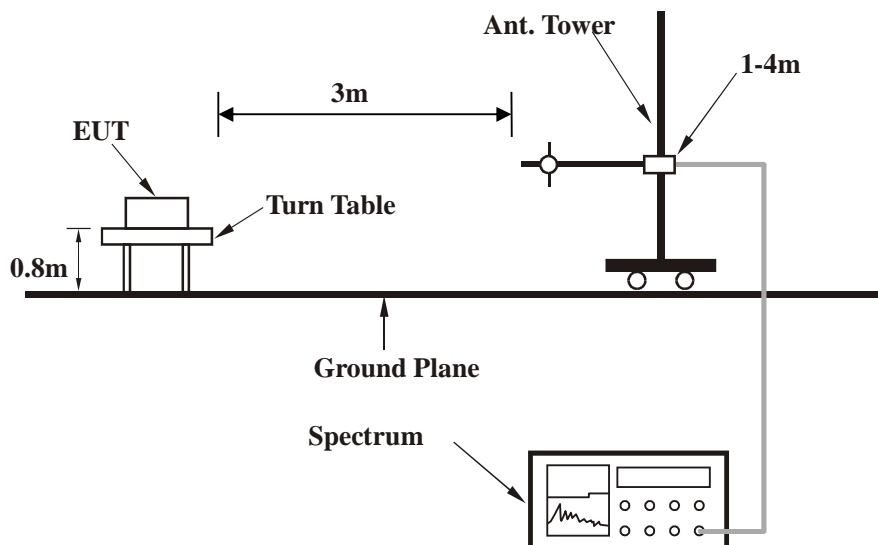 Ant. Tower
1-4m
3m
EUT
Turn Table
0.8m
Ground Plane
Spectrum